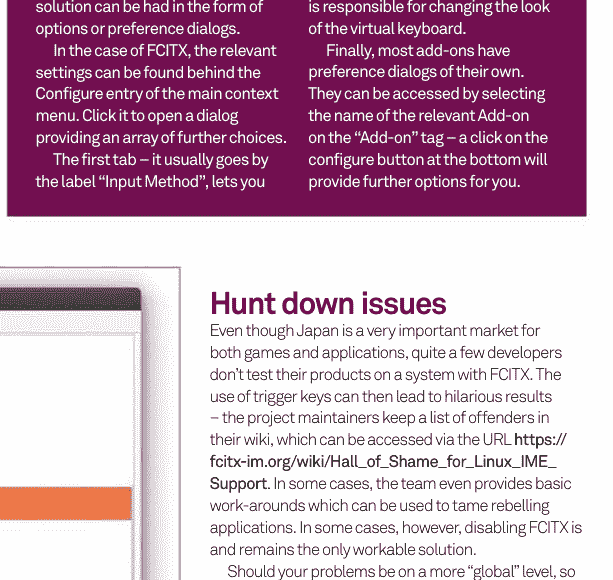 solution can be had in the form of
options or preference dialogs.
In the case of FCITX, the relevant
settings can be found behind the
Configure entry of the main context
menu. Click it to open a dialog
providing an array of further choices.
The first tab – it usually goes by
the label “Input Method”, lets you
is responsible for changing the look
of the virtual keyboard.
Finally, most add-ons have
preference dialogs of their own.
They can be accessed by selecting
the name of the relevant Add-on
on the “Add-on” tag – a click on the
configure button at the bottom will
provide further options for you.
Hunt down issues
Even though Japan is a very important market for
both games and applications, quite a few developers
don’t test their products on a system with FCITX. The
use of trigger keys can then lead to hilarious results
– the project maintainers keep a list of offenders in
their wiki, which can be accessed via the URL https://
fcitx-im.org/wiki/Hall_of_Shame_for_Linux_IME_
Support. In some cases, the team even provides basic
work-arounds which can be used to tame rebelling
applications. In some cases, however, disabling FCITX is
and remains the only workable solution.
Should your problems be on a more “global” level, so